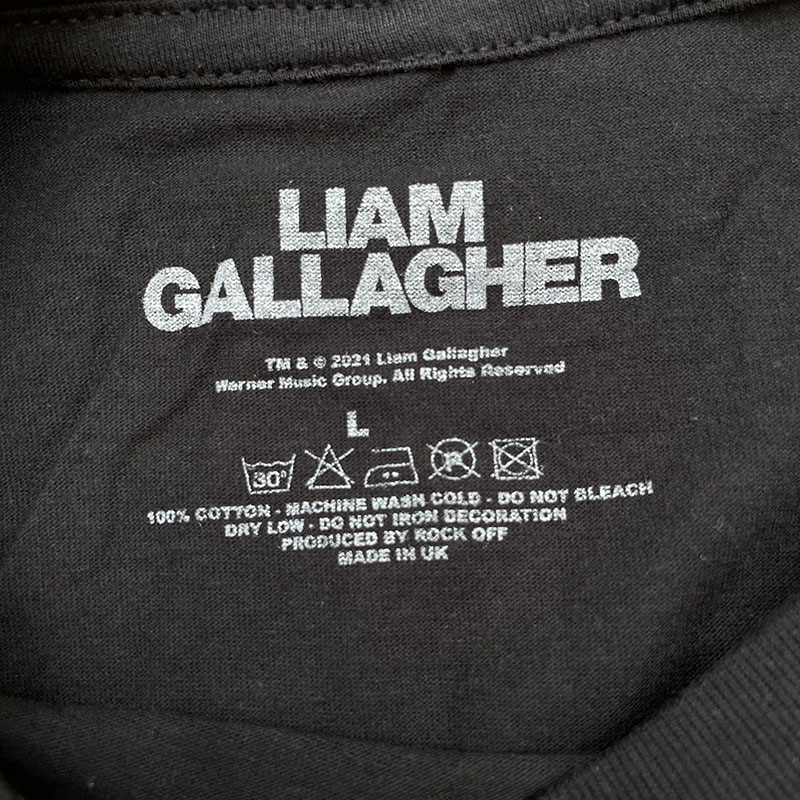 LIAM
GALLAGHER
TM & © 2021 Liam Gallagher
Warner Music Group. All Rights Reserved
L
30°
P
100% COTTON - MACHINE WASH COLD - DO NOT BLEACH
DRY LOW - DO NOT IRON DECORATION
PRODUCED BY ROCK OFF
MADE IN UK